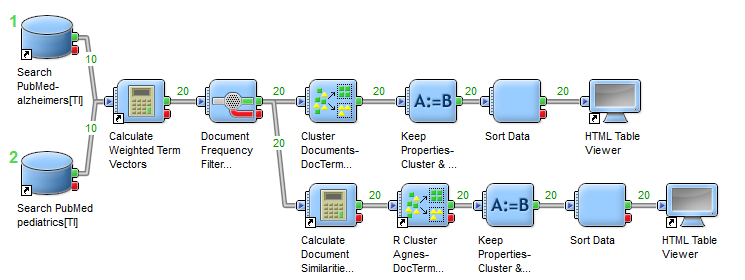 1
Search
PubMed-
alzheimers[TI]
10
10
2
Search PubMed
pediatrics[TI]
Calculate
Weighted Term
Vectors
20
Document
Frequency
Filter...
20
20
Cluster
Documents-
DocTerm...
20
A:=B
Keep
Properties-
Cluster & ...
20
Sort Data
20
HTML Table
Viewer
Calculate
Document
Similaritie...
20
R Cluster
Agnes-
DocTerm...
20
A:=B
Keep
Properties-
Cluster & ...
20
Sort Data
20
HTML Table
Viewer